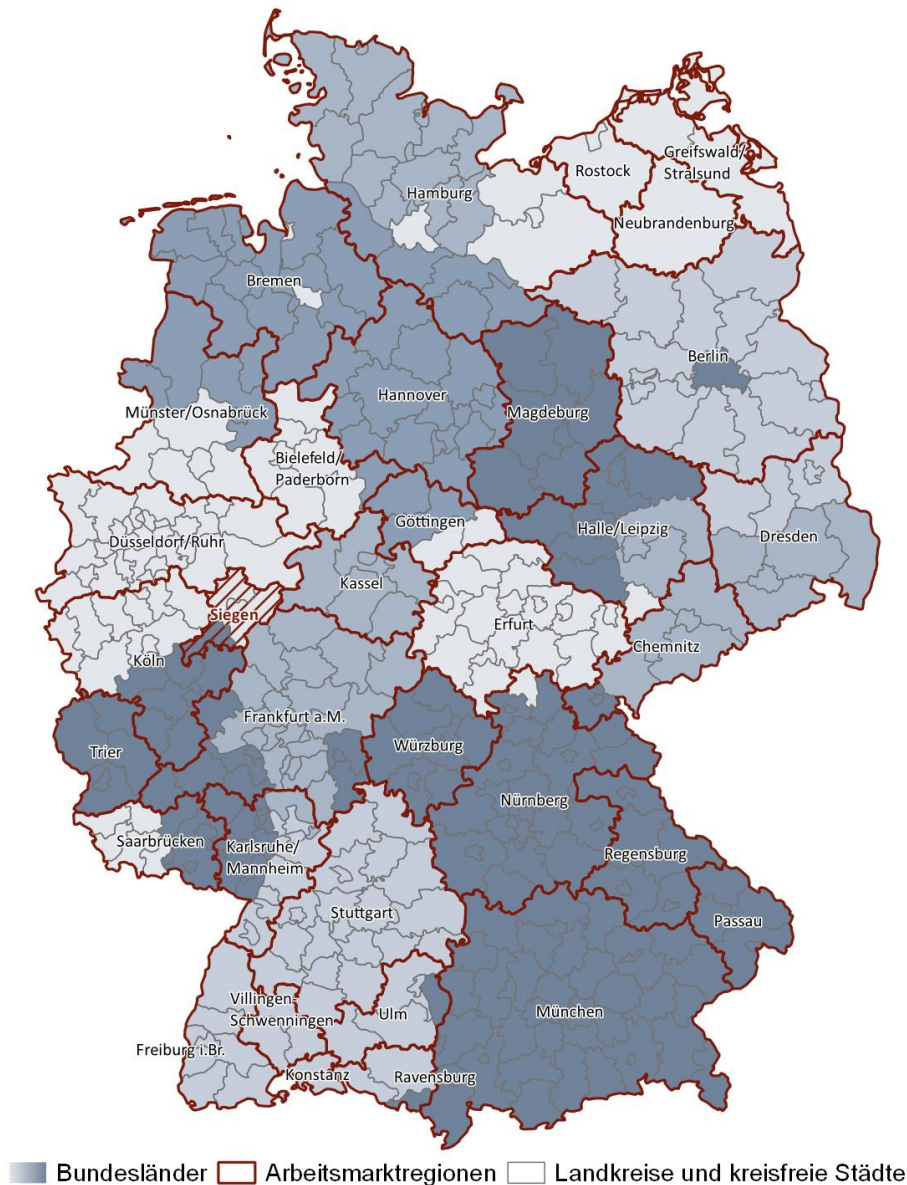 Greifswald/
Stralsund
Rostock
Hamburg
Neubrandenburg
Bremen
Berlin
Hannover
Münster/Osnabrück
Magdeburg
Bielefeld/
Paderborn
Göttingen
Halle/Leipzig
Dresden
Düsseldorf/Ruhr
Kassel
Siegen
Erfurt
Chemnitz
Köln
Frankfurt a.M.
Trier
Würzburg
Nürnberg
Saarbrücken
Karlsruhe/
Mannheim
Regensburg
Stuttgart
Passau
Villingen-
Schwenningen
Ulm
München
Freiburg i.Br.
Konstanz
Ravensburg
Bundesländer
Arbeitsmarktregionen
Landkreise und kreisfreie Städte